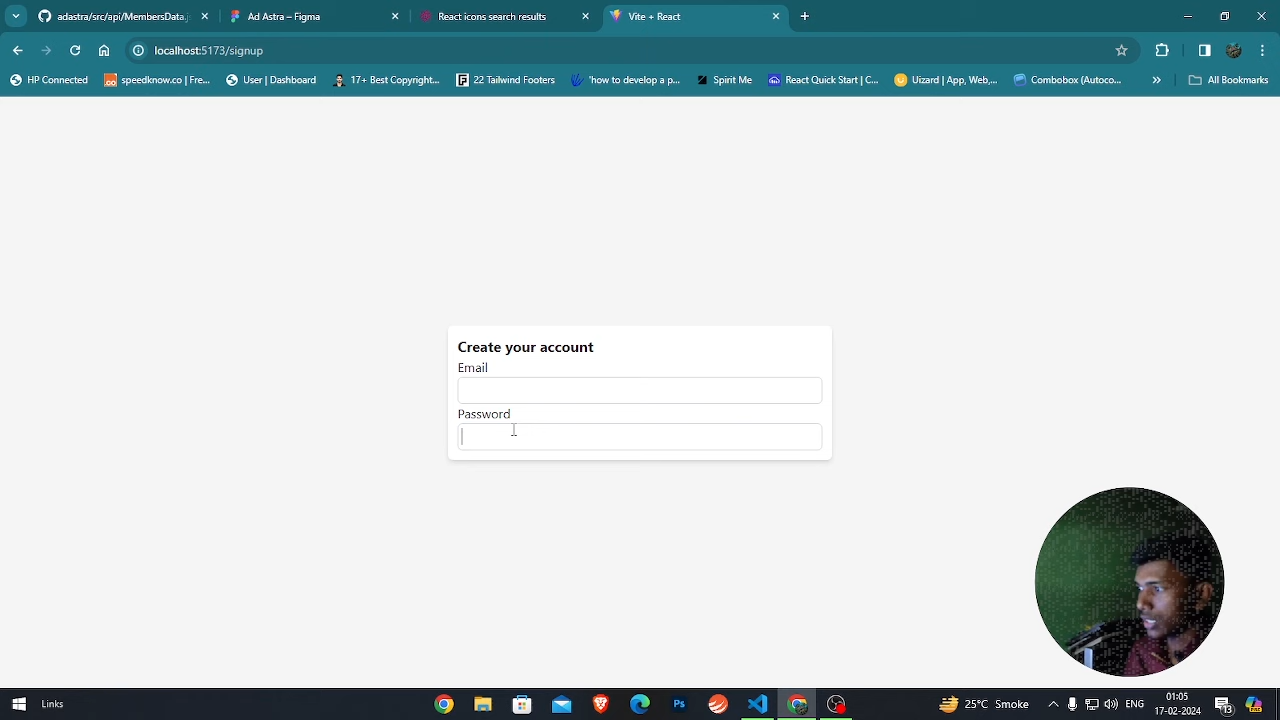 adastra/src/api/MembersData.j
Ad Astra – Figma
React icons search results
Vite + React
localhost:5173/signup
HP Connected
speedknow.co | Fre...
User | Dashboard
17+ Best Copyright...
22 Tailwind Footers
'how to develop a p...
Spirit Me
React Quick Start | C...
Uizard | App, Web,...
Combobox (Autoco...
»
All Bookmarks
Create your account
Email
Password
Links
Ps
25°C Smoke
ENG
01:05
17-02-2024